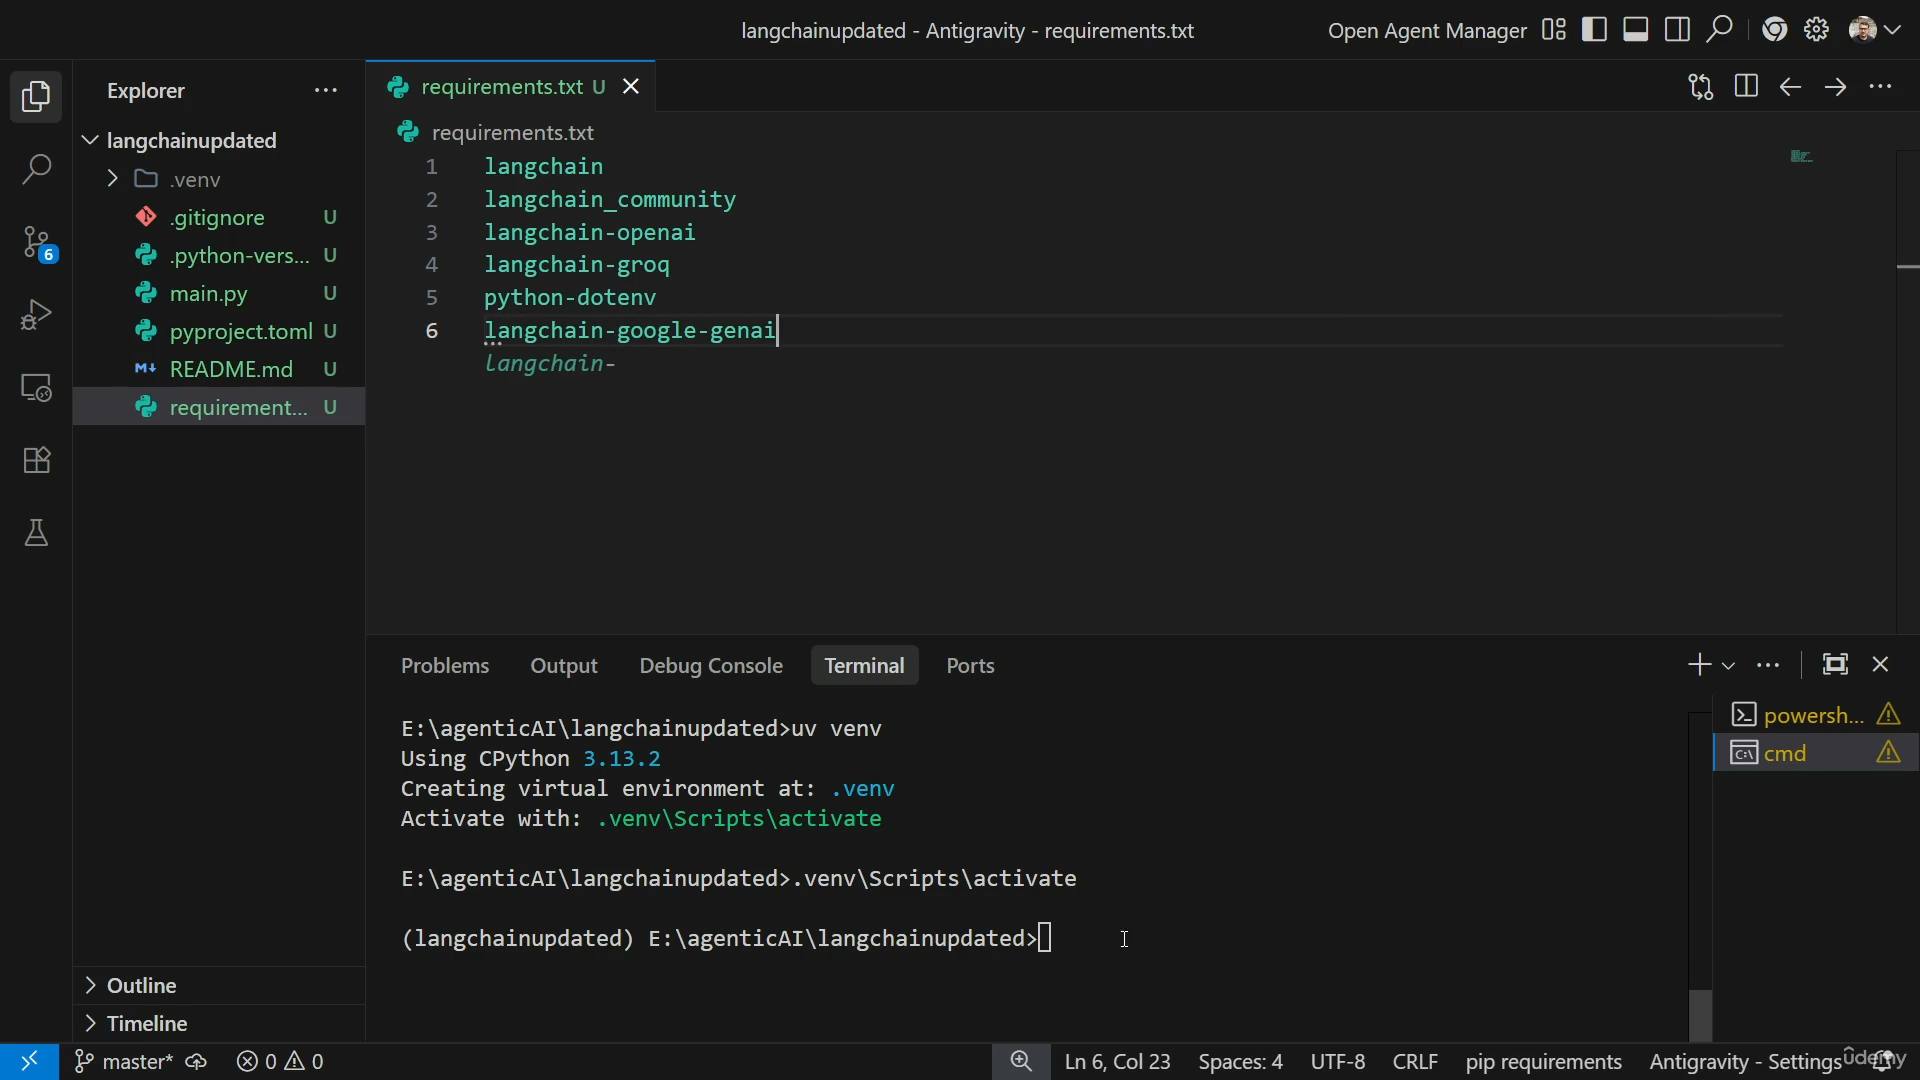 langchainupdated - Antigravity - requirements.txt
Open Agent Manager
Explorer
langchainupdated
.venv
.gitignore U
.python-vers... U
main.py U
pyproject.toml U
README.md U
requirement... U
Outline
Timeline
6
requirements.txt U
requirements.txt
1 langchain
2 langchain_community
3 langchain-openai
4 langchain-groq
5 python-dotenv
6 langchain-google-genai
langchain-
Problems Output Debug Console Terminal Ports
E:\agenticAI\langchainupdated>uv venv
Using CPython 3.13.2
Creating virtual environment at: .venv
Activate with: .venv\Scripts\activate
E:\agenticAI\langchainupdated>.venv\Scripts\activate
(langchainupdated) E:\agenticAI\langchainupdated>
powersh...
cmd
master* 0 0 Ln 6, Col 23 Spaces: 4 UTF-8 CRLF pip requirements Antigravity - Settings
ûdemy